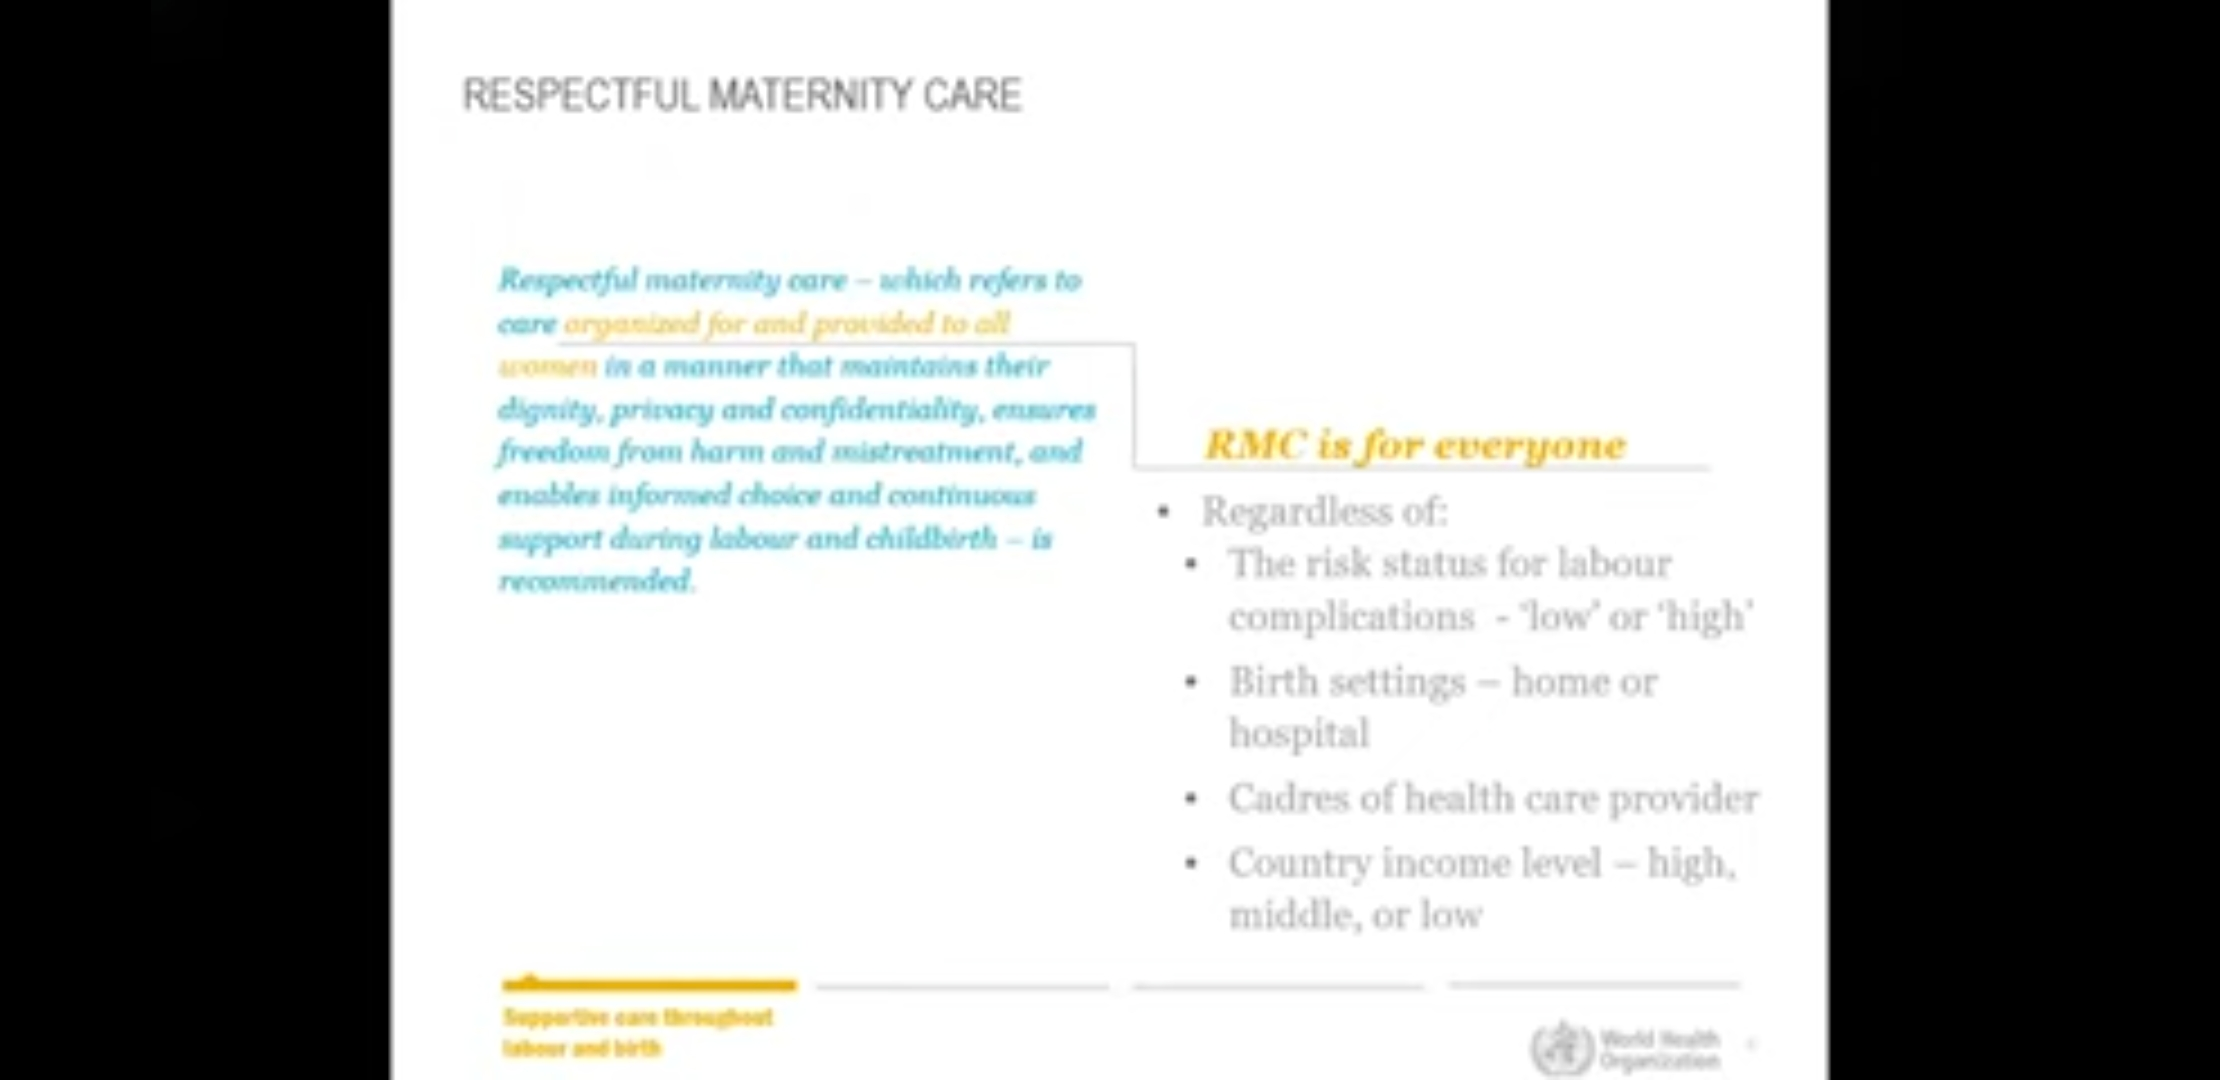 RESPECTFUL MATERNITY CARE
Respectful maternity care – which refers to
care organized for and provided to all
women in a manner that maintains their
dignity, privacy and confidentiality, ensures
freedom from harm and mistreatment, and
enables informed choice and continuous
support during labour and childbirth – is
recommended.
RMC is for everyone
• Regardless of:
• The risk status for labour
complications - ‘low’ or ‘high’
• Birth settings – home or
hospital
• Cadres of health care provider
• Country income level – high,
middle, or low
Supportive care throughout
labour and birth
World Health
Organization